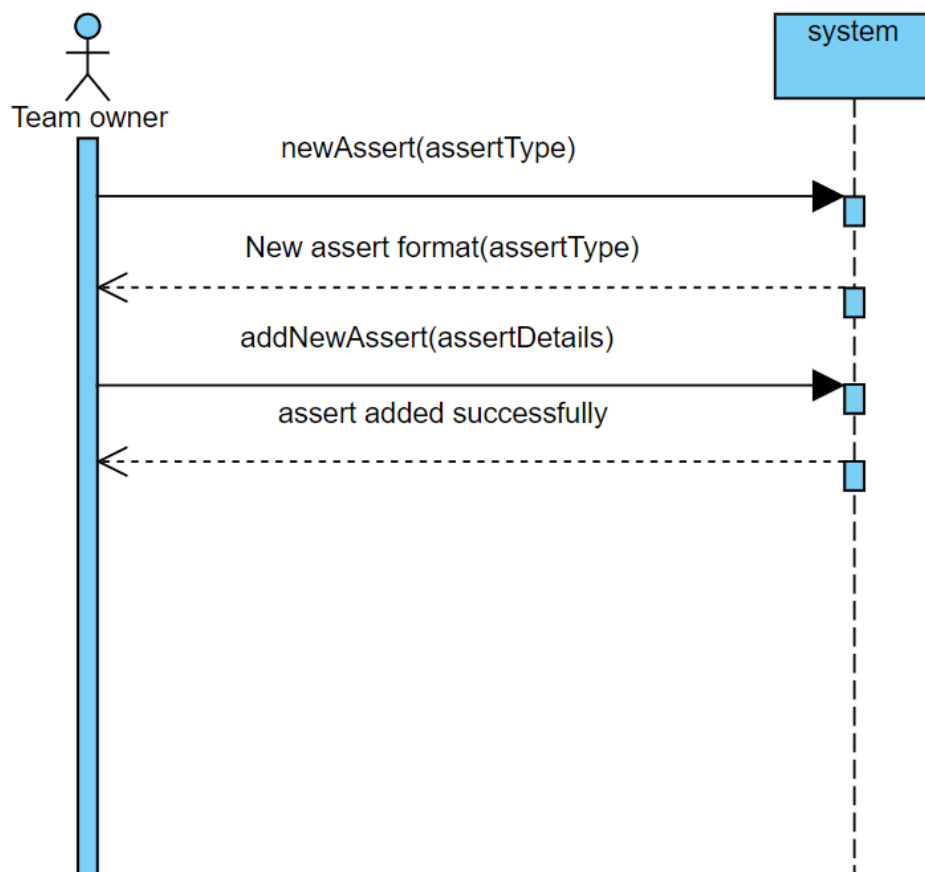 system
Team owner
newAssert(assertType)
New assert format(assertType)
addNewAssert(assertDetails)
assert added successfully